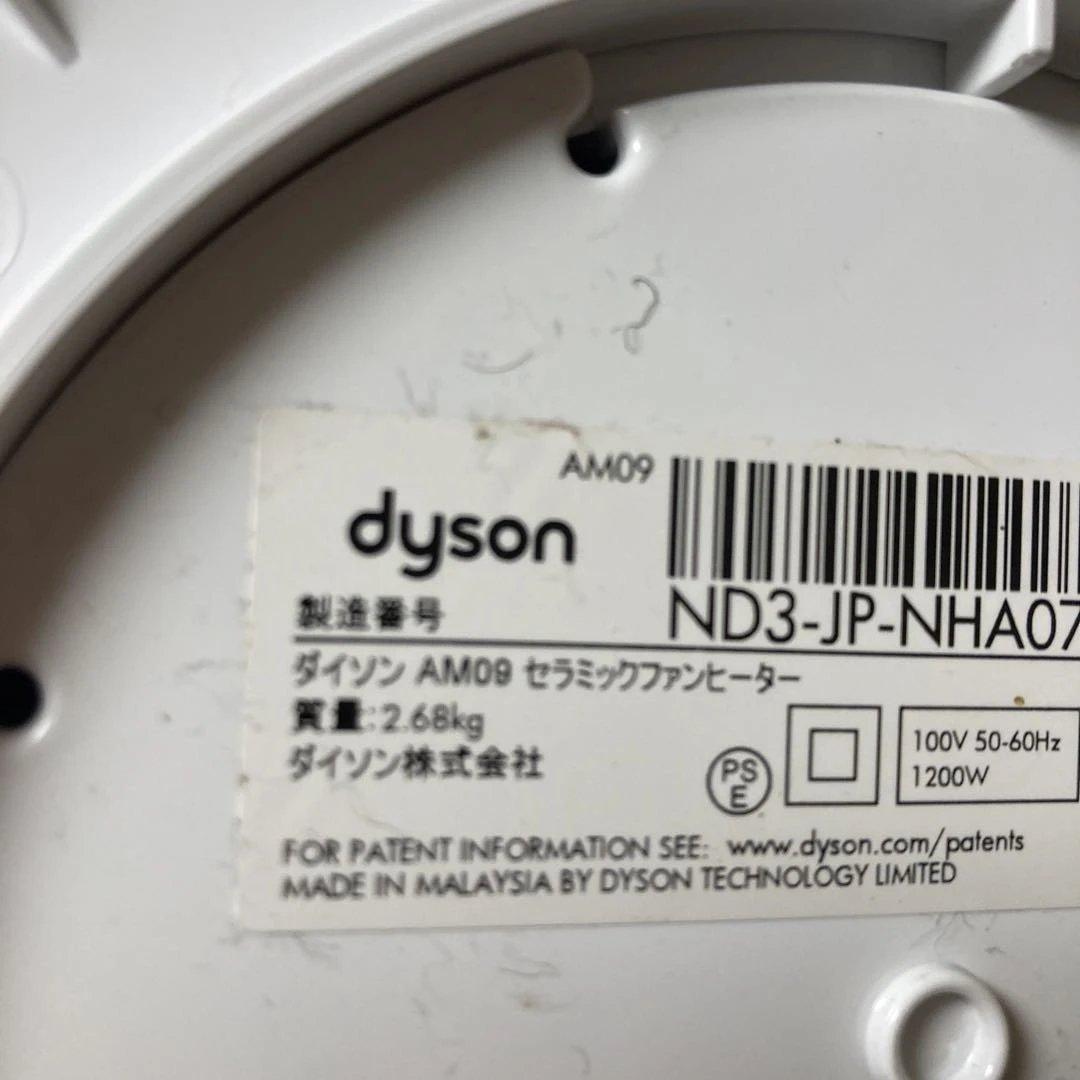 AM09
dyson
製造番号 ND3-JP-NHA07
ダイソン AM09 セラミックファンヒーター
質量:2.68kg
ダイソン株式会社
PS
E
100V 50-60Hz
1200W
FOR PATENT INFORMATION SEE: www.dyson.com/patents
MADE IN MALAYSIA BY DYSON TECHNOLOGY LIMITED